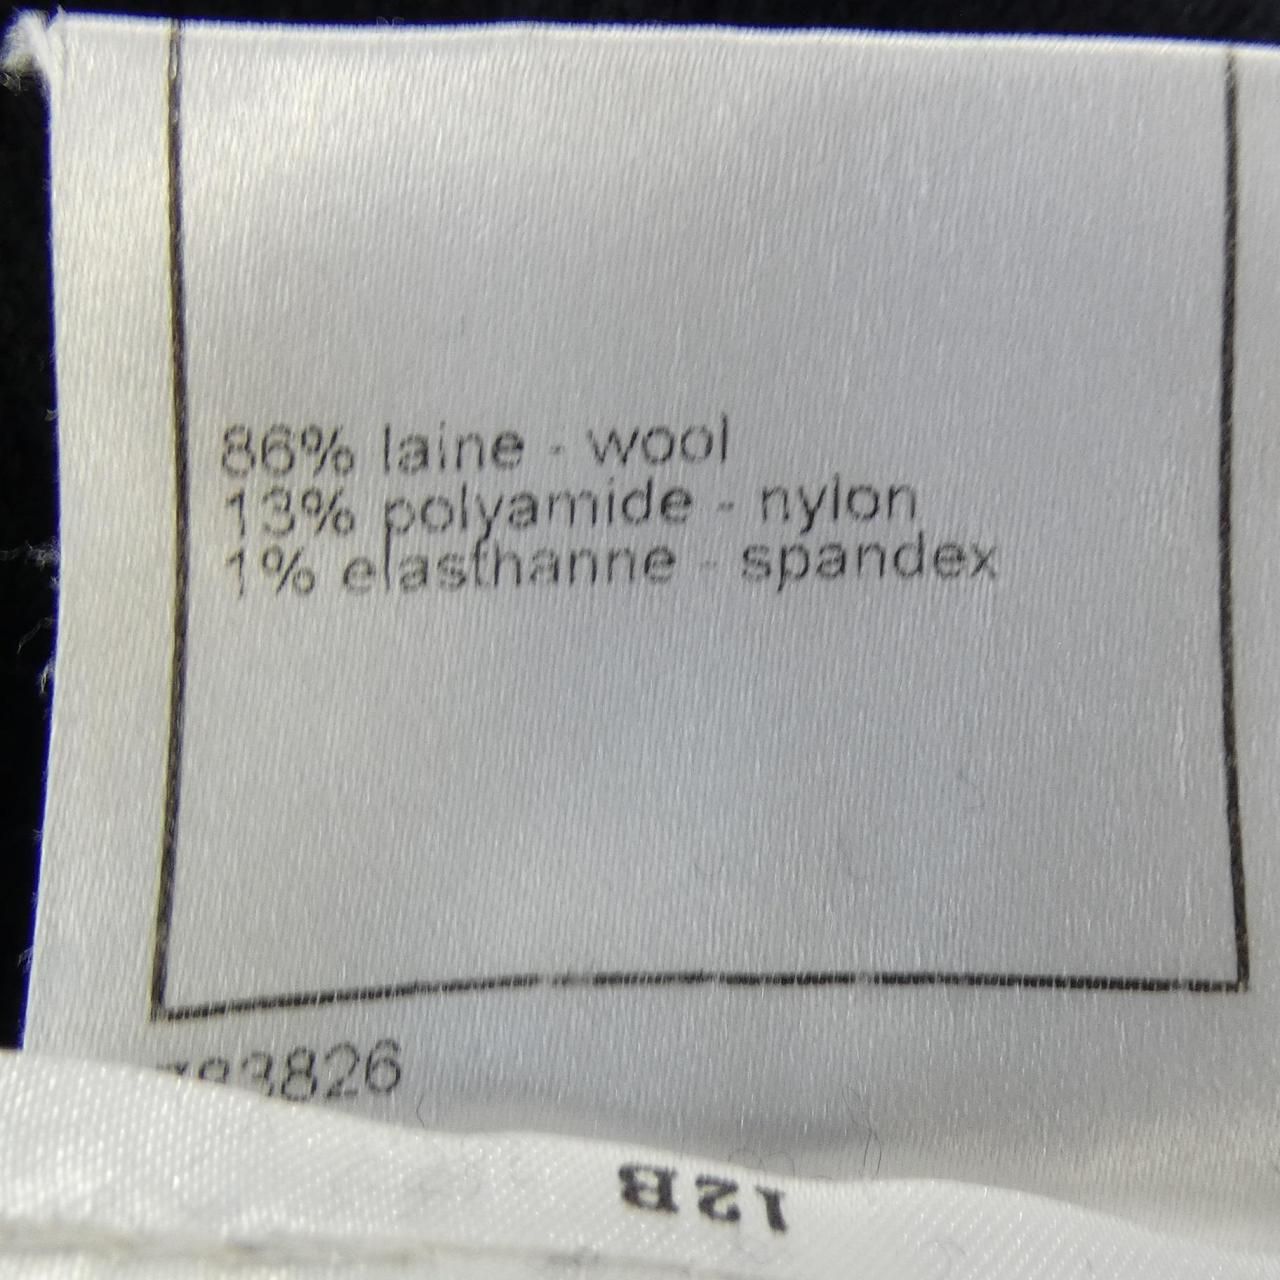 86% laine - wool
13% polyamide - nylon
1% elasthanne - spandex
12B